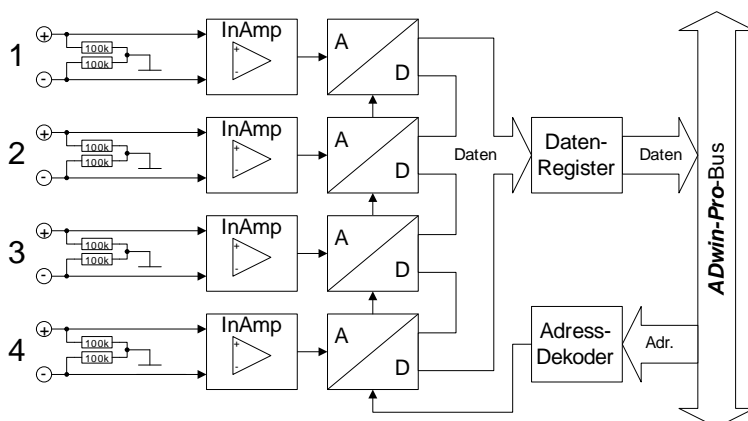 1
+
-
100k
100k
InAmp
+
-
A
D
2
+
-
100k
100k
InAmp
+
-
A
D
3
+
-
100k
100k
InAmp
+
-
A
D
4
+
-
100k
100k
InAmp
+
-
A
D
Daten
Daten-
Register
Daten
Adress-
Dekoder
Adr.
ADwin-Pro-Bus